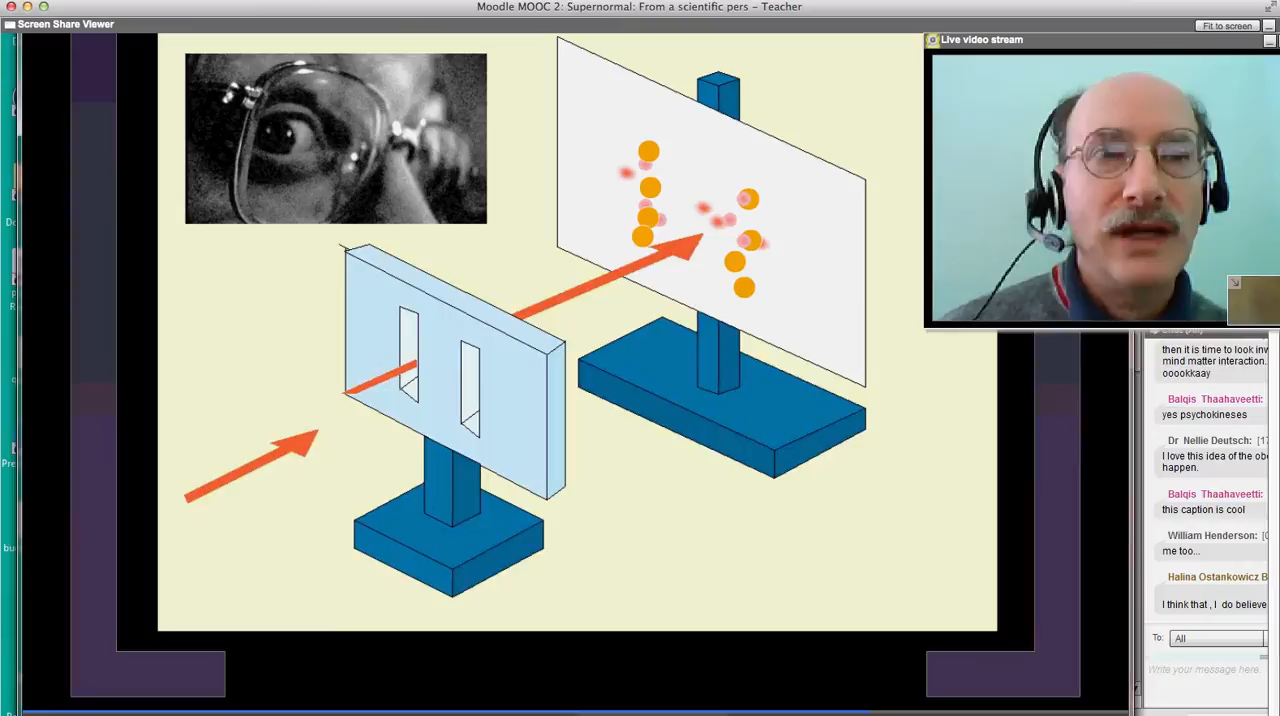 Moodle MOOC 2: Supernormal: From a scientific pers - Teacher
Screen Share Viewer
Fit to screen
Live video stream
then it is time to look inw
mind matter interaction.
ooookkaay
Balqis Thaahaveetti:
yes psychokineses
Dr Nellie Deutsch: [17
I love this idea of the obs
happen.
Balqis Thaahaveetti:
this caption is cool
William Henderson: [0
me too...
Halina Ostankowicz B
I think that , I do believe
To:
All
Write your message here.